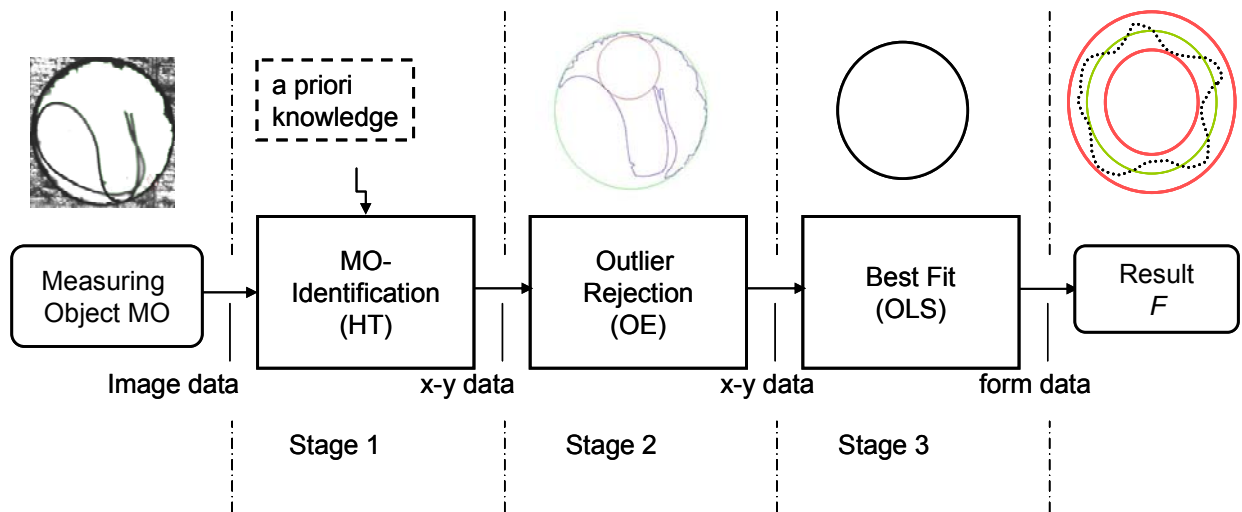 a priori
knowledge
Measuring
Object MO
MO-
Identification
(HT)
Outlier
Rejection
(OE)
Best Fit
(OLS)
Result
F
Image data
x-y data
x-y data
form data
Stage 1
Stage 2
Stage 3